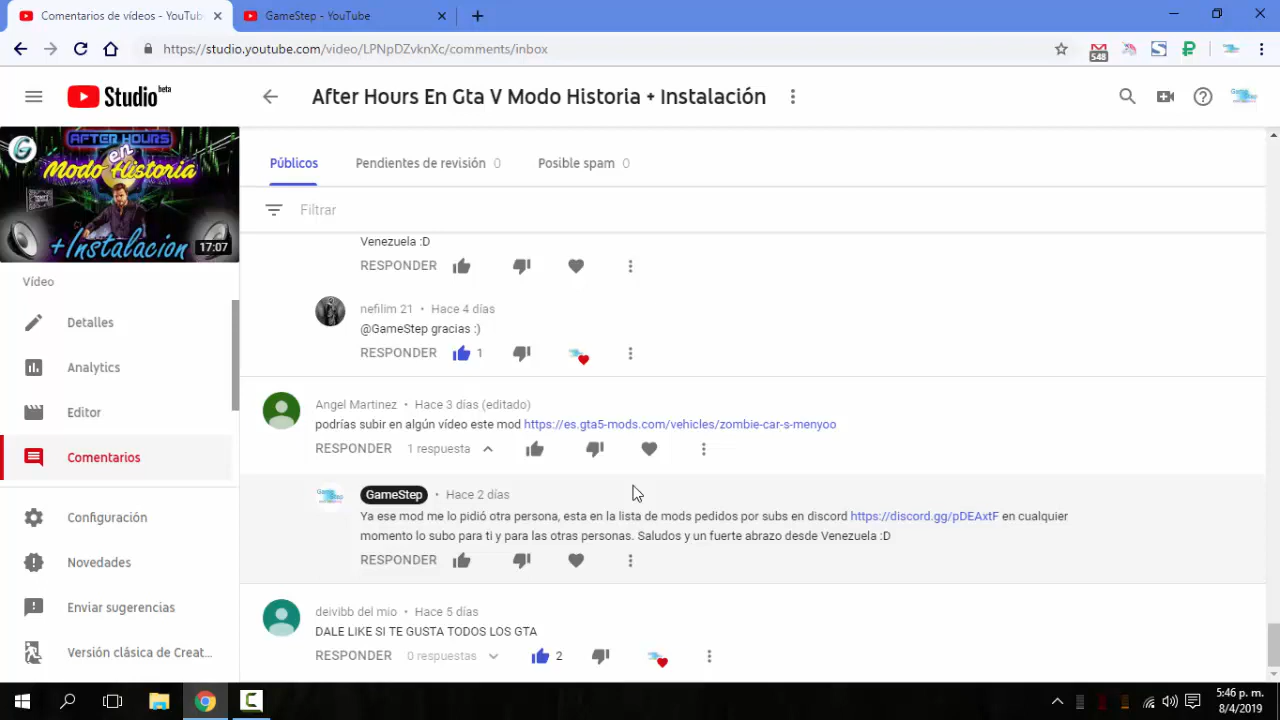 Comentarios de vídeos - YouTub
GameStep - YouTube
https://studio.youtube.com/video/LPNpDZvknXc/comments/inbox
548
Studio beta
After Hours En Gta V Modo Historia + Instalación
AFTER HOURS
en
Modo Historia
+Instalacion
17:07
Vídeo
Detalles
Analytics
Editor
Comentarios
Configuración
Novedades
Enviar sugerencias
Versión clásica de Creat...
Públicos
Pendientes de revisión 0
Posible spam 0
Filtrar
Venezuela :D
RESPONDER
nefilim 21 • Hace 4 días
@GameStep gracias :)
RESPONDER 1
Angel Martinez • Hace 3 días (editado)
podrías subir en algún vídeo este mod https://es.gta5-mods.com/vehicles/zombie-car-s-menyoo
RESPONDER 1 respuesta
GameStep • Hace 2 días
Ya ese mod me lo pidió otra persona, esta en la lista de mods pedidos por subs en discord https://discord.gg/pDEAxtF en cualquier
momento lo subo para ti y para las otras personas. Saludos y un fuerte abrazo desde Venezuela :D
RESPONDER
deivibb del mio • Hace 5 días
DALE LIKE SI TE GUSTA TODOS LOS GTA
RESPONDER 0 respuestas 2
5:46 p. m.
8/4/2019